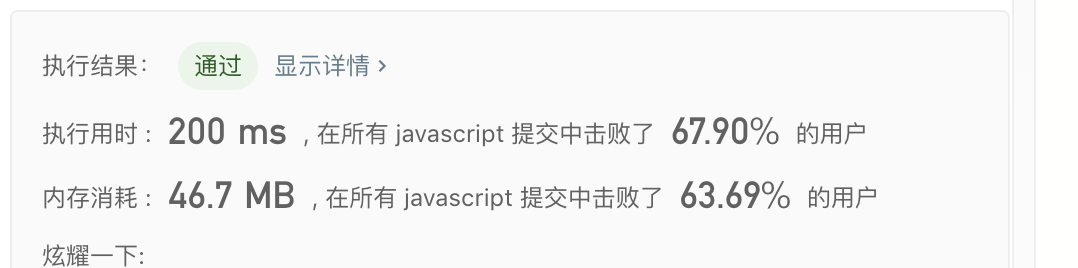 执行结果： 通过 显示详情 >
执行用时 : 200 ms , 在所有 javascript 提交中击败了 67.90% 的用户
内存消耗 : 46.7 MB , 在所有 javascript 提交中击败了 63.69% 的用户
炫耀一下: